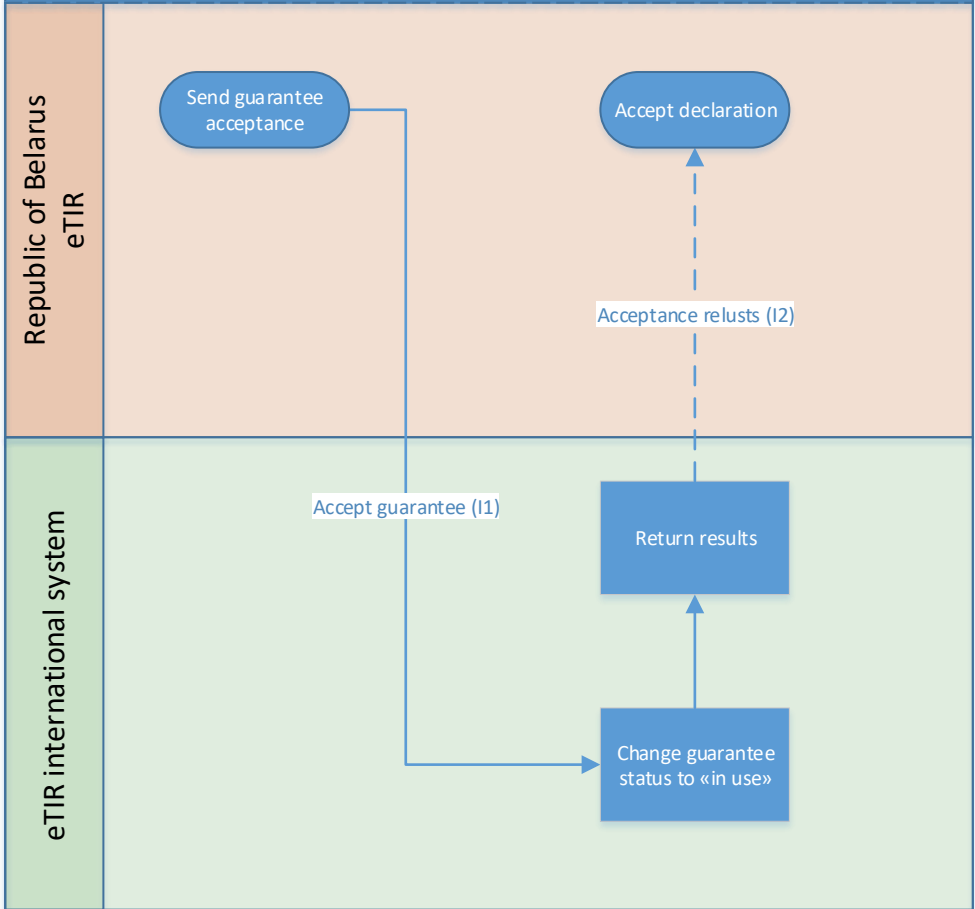 Republic of Belarus
eTIR
Send guarantee
acceptance
Accept declaration
Acceptance relusts (I2)
eTIR international system
Accept guarantee (I1)
Return results
Change guarantee
status to «in use»